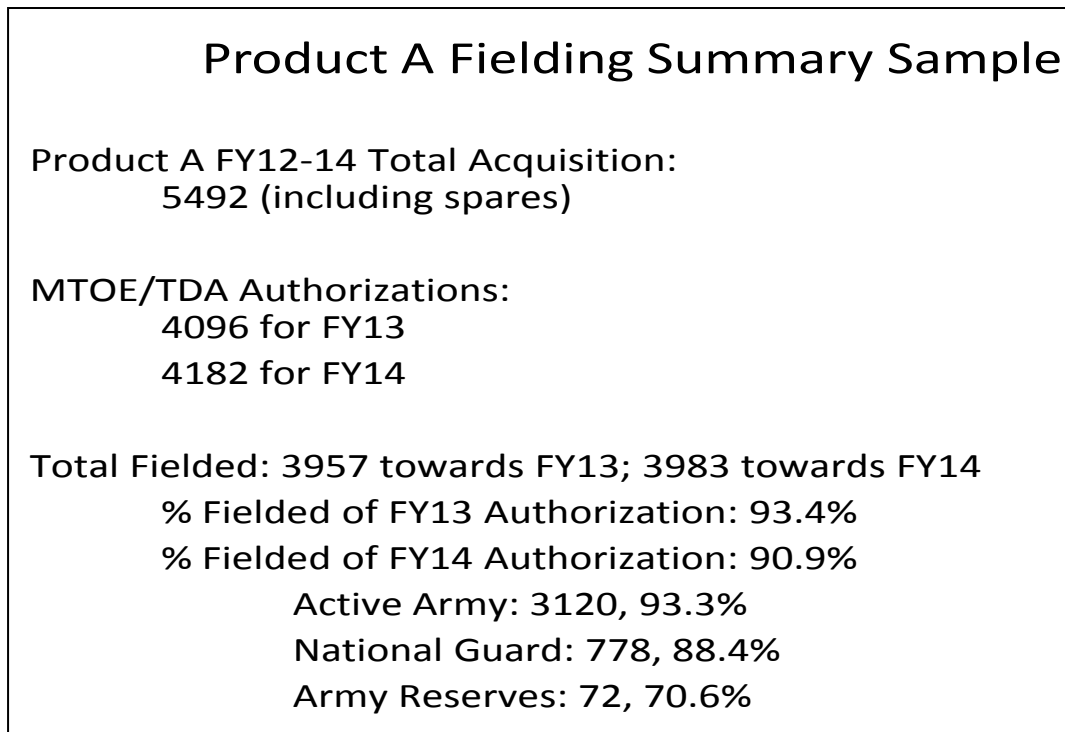 Product A Fielding Summary Sample
Product A FY12-14 Total Acquisition:
5492 (including spares)
MTOE/TDA Authorizations:
4096 for FY13
4182 for FY14
Total Fielded: 3957 towards FY13; 3983 towards FY14
% Fielded of FY13 Authorization: 93.4%
% Fielded of FY14 Authorization: 90.9%
Active Army: 3120, 93.3%
National Guard: 778, 88.4%
Army Reserves: 72, 70.6%